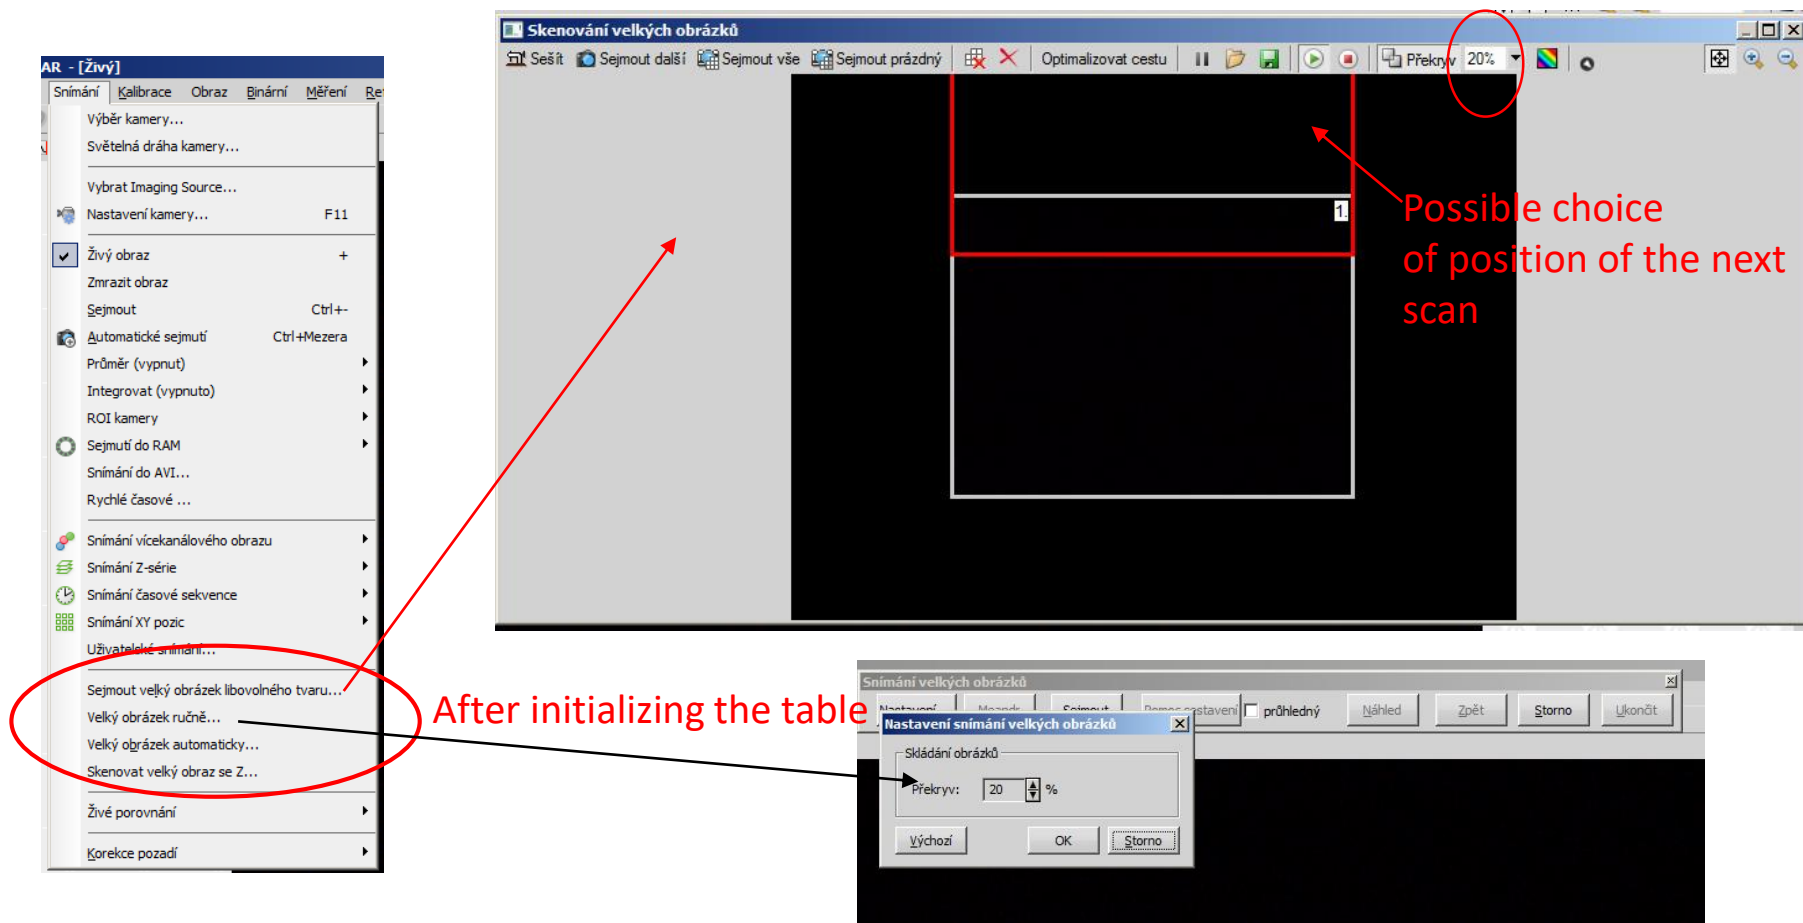 AR - [Živý]
Snímání Kalibrace Obraz Binární Měření
Výběr kamery...
Světelná dráha kamery...
Vybrat Imaging Source...
Nastavení kamery... F11
Živý obraz +
Zmrazit obraz
Sejmout Ctrl+-
Automatické sejmutí Ctrl+Mezera
Průměr (vypnut)
Integrovat (vypnuto)
ROI kamery
Sejmutí do RAM
Snímání do AVI...
Rychlé časové ...
Snímání vícekanálového obrazu
Snímání Z-série
Snímání časové sekvence
Snímání XY pozic
Uživatelské snímání...
Sejmout velký obrázek libovolného tvaru...
Velký obrázek ručně...
Velký obrázek automaticky...
Skenovat velký obraz se Z...
Živé porovnání
Korekce pozadí
Skenování velkých obrázků
Sešít Sejmout další Sejmout vše Sejmout prázdný Optimalizovat cestu Překryv 20%
1.
Possible choice
of position of the next
scan
After initializing the table
Snímání velkých obrázků
Nastavení Meandr Sejmout průhledný Náhled Zpět Storno Ukončit
Nastavení snímání velkých obrázků
Skládání obrázků
Překryv: 20 %
Výchozí OK Storno